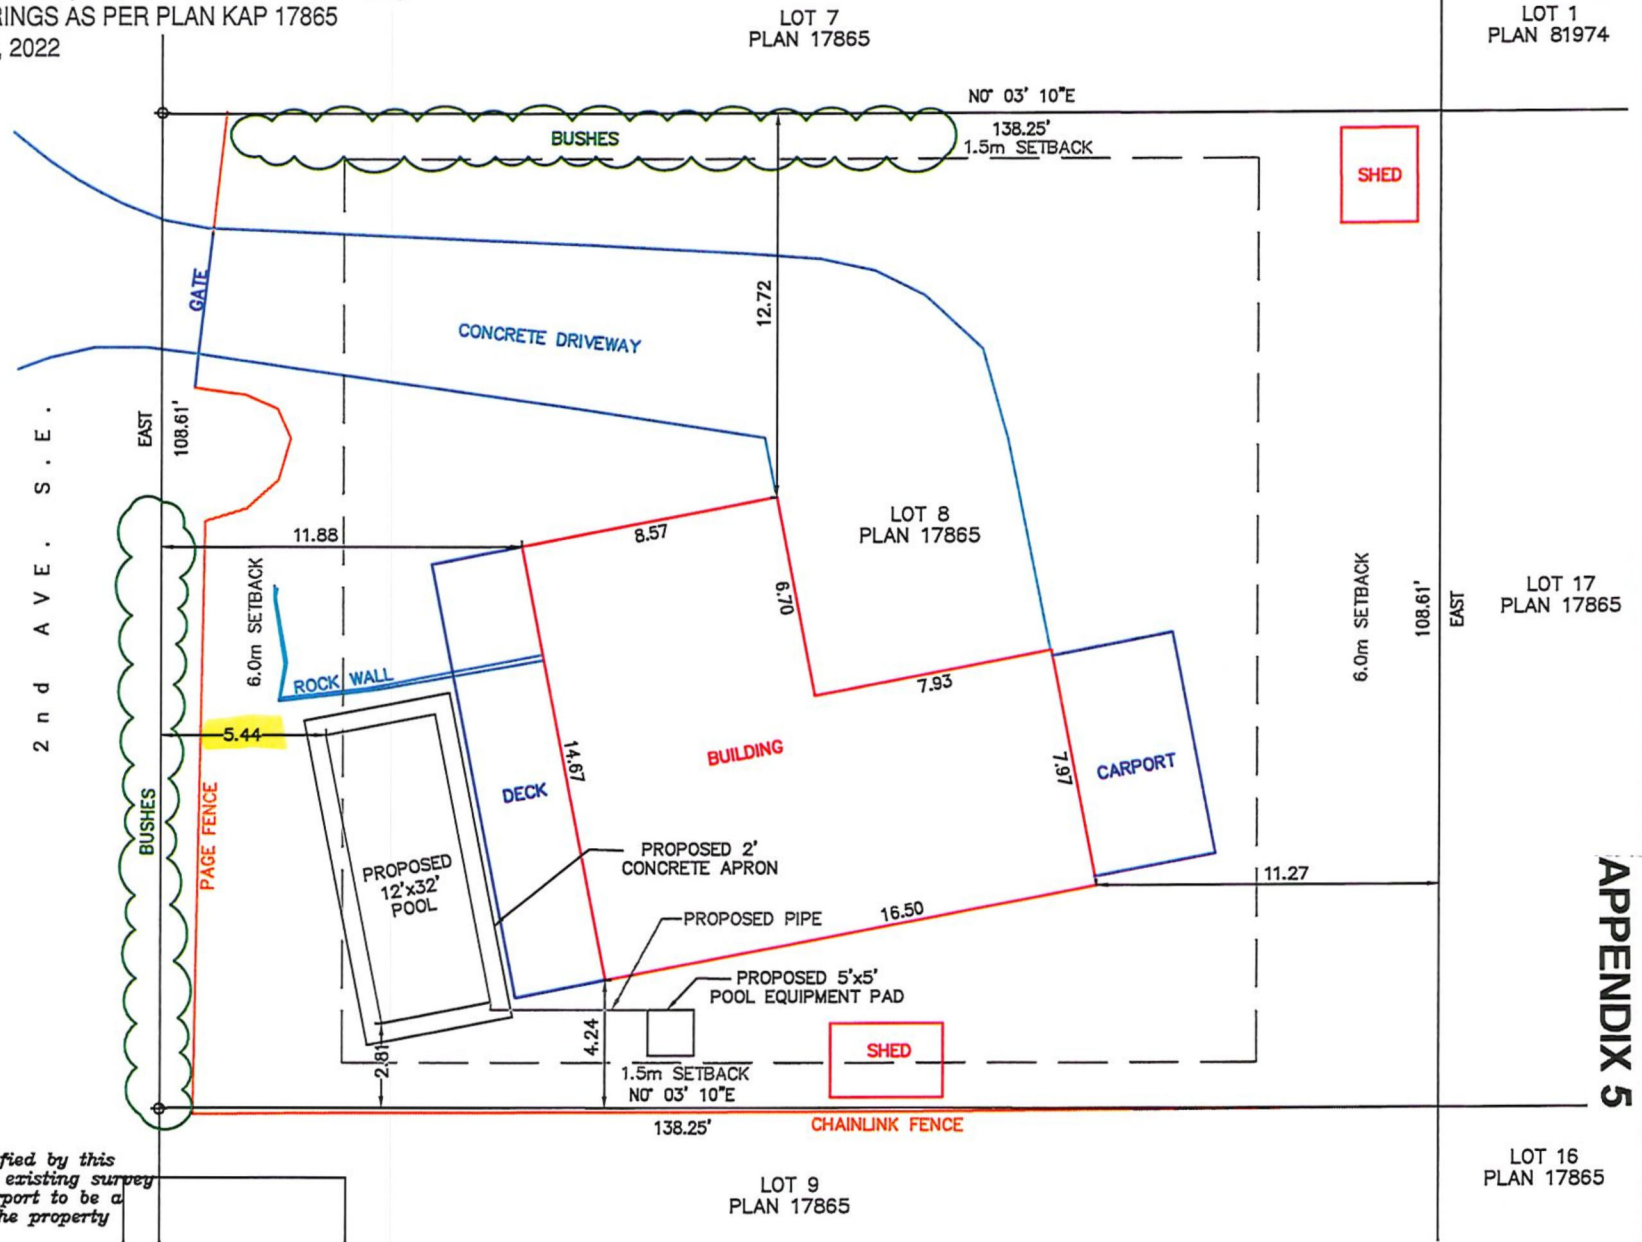 RINGS AS PER PLAN KAP 17865
, 2022
LOT 7
PLAN 17865
LOT 1
PLAN 81974
N0° 03' 10"E
138.25'
1.5m SETBACK
BUSHES
SHED
GATE
CONCRETE DRIVEWAY
12.72
EAST
108.61'
2nd AVE. S.E.
11.88
8.57
LOT 8
PLAN 17865
6.0m SETBACK
6.70
6.0m SETBACK
108.61'
EAST
LOT 17
PLAN 17865
ROCK WALL
7.93
5.44
14.67
BUILDING
7.97
CARPORT
DECK
BUSHES
PAGE FENCE
PROPOSED
12'x32'
POOL
PROPOSED 2'
CONCRETE APRON
11.27
16.50
PROPOSED PIPE
PROPOSED 5'x5'
POOL EQUIPMENT PAD
APPENDIX 5
2.81
4.24
SHED
1.5m SETBACK
N0° 03' 10"E
138.25'
CHAINLINK FENCE
fied by this
existing survey
port to be a
he property
LOT 9
PLAN 17865
LOT 16
PLAN 17865